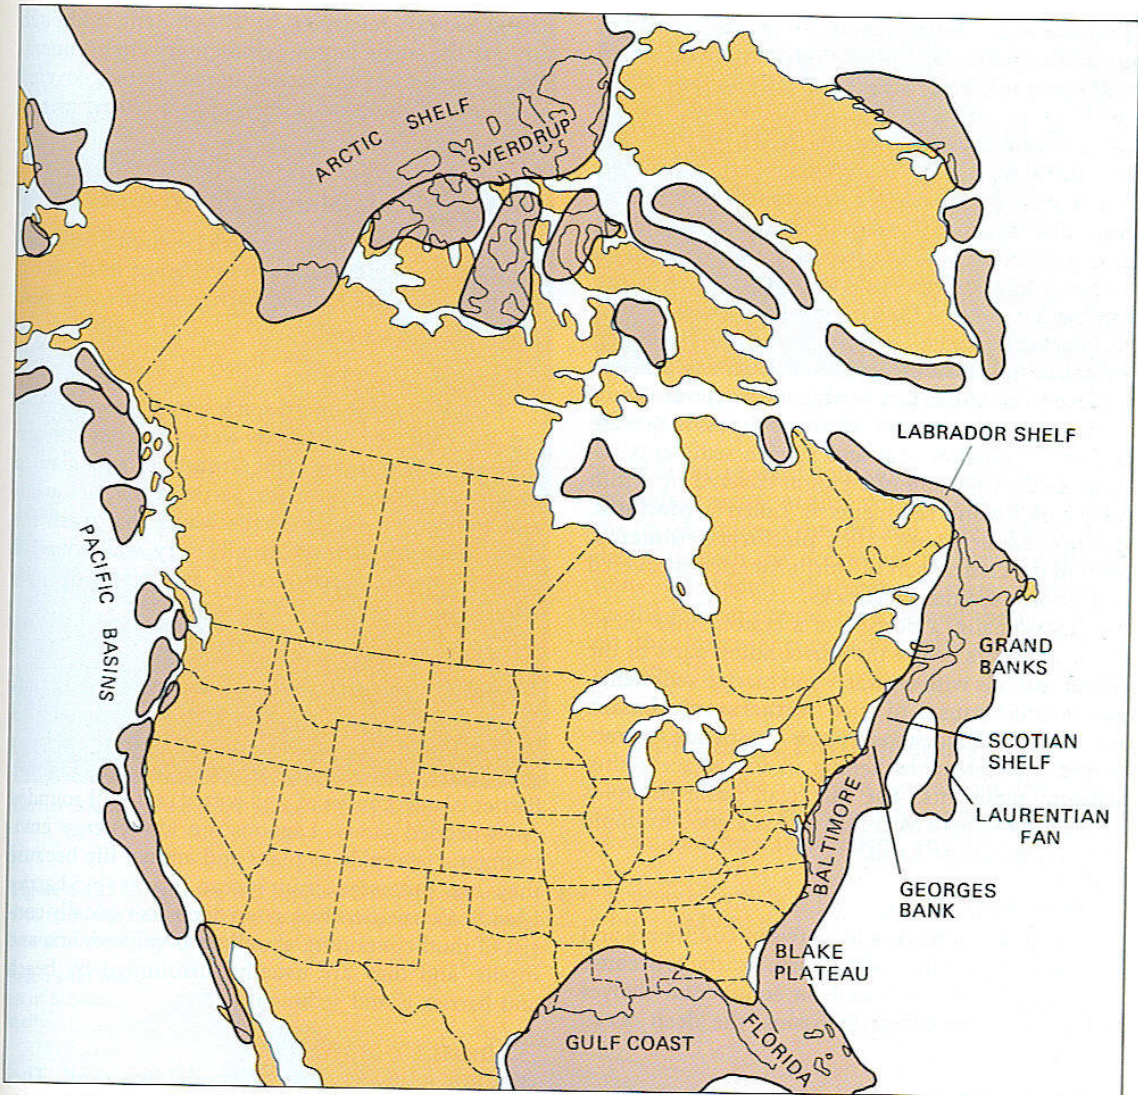 ARCTIC SHELF
SVERDRUP
LABRADOR SHELF
PACIFIC BASINS
GRAND
BANKS
SCOTIAN
SHELF
LAURENTIAN
FAN
BALTIMORE
GEORGES
BANK
BLAKE
PLATEAU
GULF COAST
FLORIDA